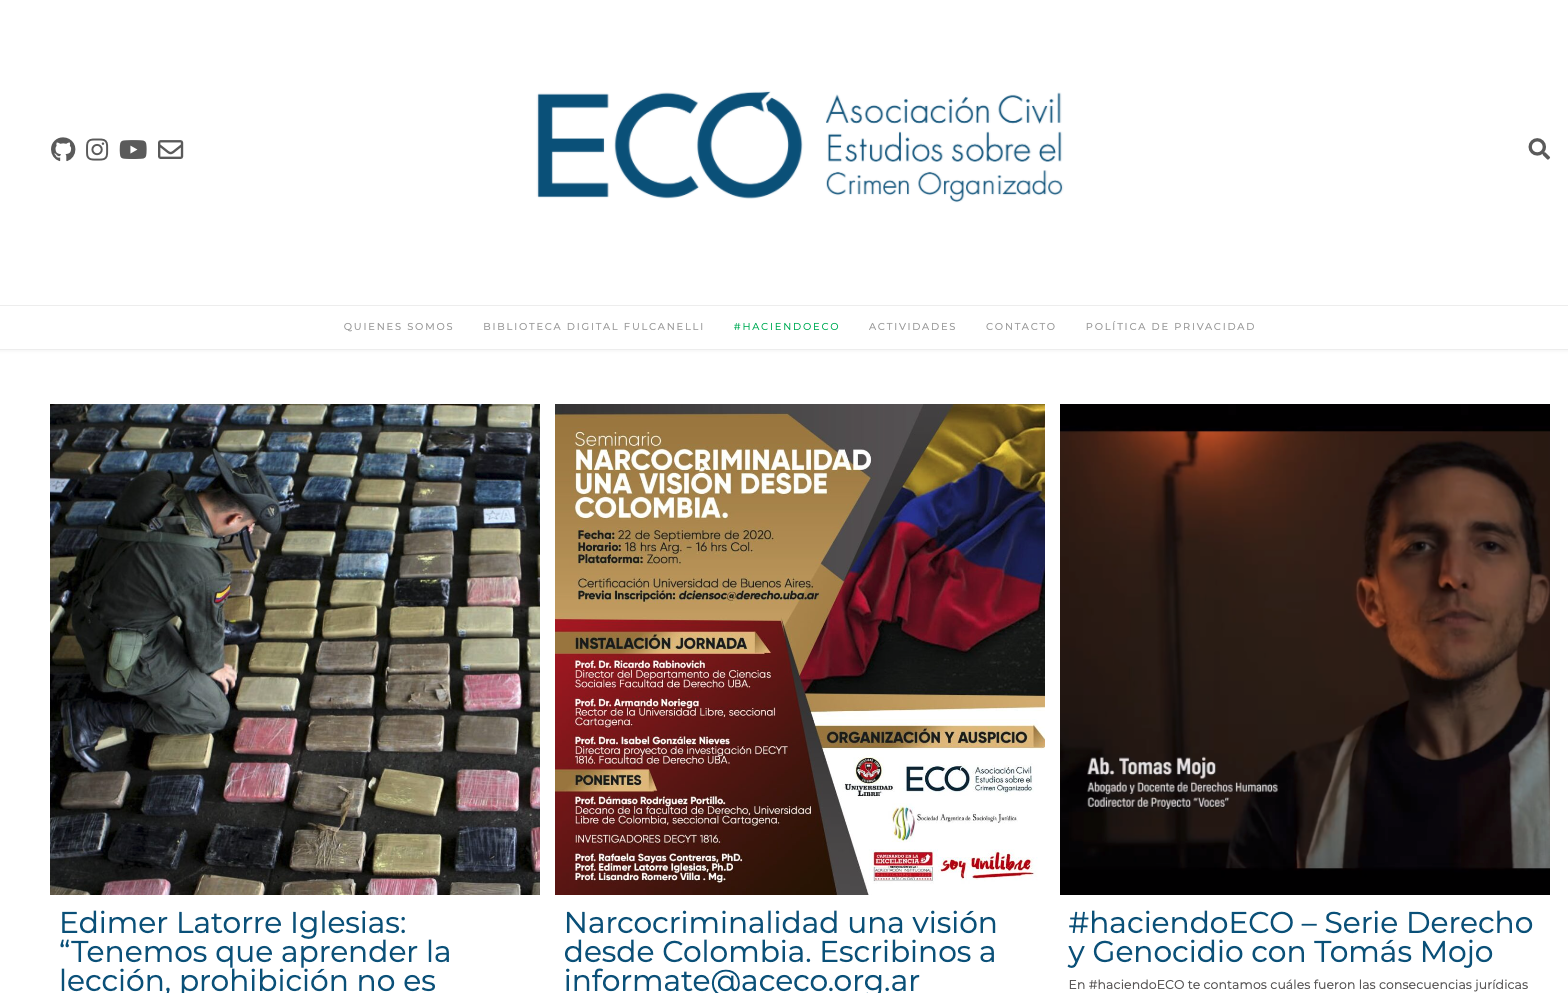 ECO
Asociación Civil
Estudios sobre el
Crimen Organizado
QUIENES SOMOS
BIBLIOTECA DIGITAL FULCANELLI
#HACIENDOECO
ACTIVIDADES
CONTACTO
POLÍTICA DE PRIVACIDAD
Seminario
NARCOCRIMINALIDAD
UNA VISIÓN DESDE
COLOMBIA.
Fecha: 22 de Septiembre de 2020.
Horario: 18 hrs Arg. - 16 hrs Col.
Plataforma: Zoom.
Certificación Universidad de Buenos Aires.
Previa Inscripción: dciensoc@derecho.uba.ar
INSTALACIÓN JORNADA
Prof. Dr. Ricardo Rabinovich
Director del Departamento de Ciencias
Sociales Facultad de Derecho UBA.
Prof. Dr. Armando Noriega
Rector de la Universidad Libre, seccional
Cartagena.
Prof. Dra. Isabel González Nieves
Directora proyecto de investigación DECYT
1816. Facultad de Derecho UBA.
PONENTES
Prof. Dámaso Rodríguez Portillo.
Decano de la facultad de Derecho, Universidad
Libre de Colombia, seccional Cartagena.
INVESTIGADORES DECYT 1816.
Prof. Rafaela Sayas Contreras, PhD.
Prof. Edimer Latorre Iglesias, Ph.D
Prof. Lisandro Romero Villa . Mg.
ORGANIZACIÓN Y AUSPICIO
UNIVERSIDAD
LIBRE
ECO
Asociación Civil
Estudios sobre el
Crimen Organizado
Sociedad Argentina de Sociología Jurídica
CAMINANDO EN LA
EXCELENCIA
soy unilibre
Ab. Tomas Mojo
Abogado y Docente de Derechos Humanos
Codirector de Proyecto "Voces"
Edimer Latorre Iglesias:
“Tenemos que aprender la
lección, prohibición no es
Narcocriminalidad una visión
desde Colombia. Escribinos a
informate@aceco.org.ar
#haciendoECO – Serie Derecho
y Genocidio con Tomás Mojo
En #haciendoECO te contamos cuáles fueron las consecuencias jurídicas